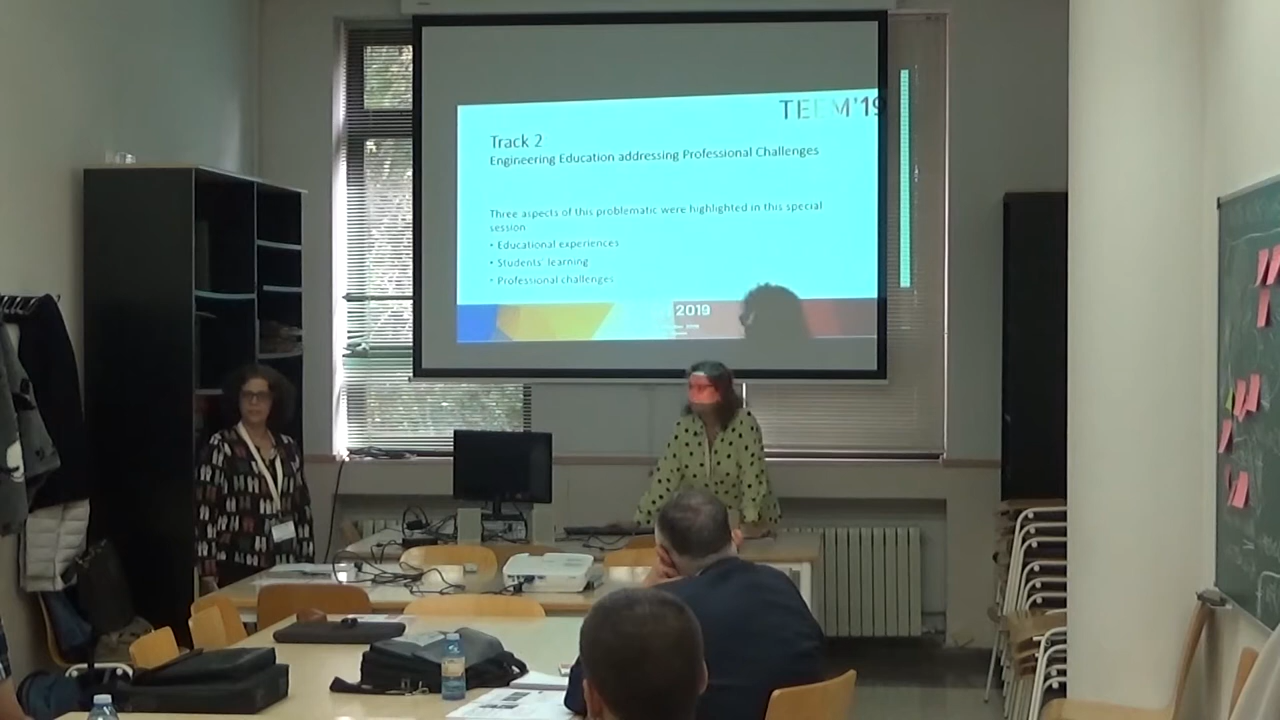 TEEM'19
Track 2
Engineering Education addressing Professional Challenges
Three aspects of this problematic were highlighted in this special
session
• Educational experiences
• Students' learning
• Professional challenges
2019